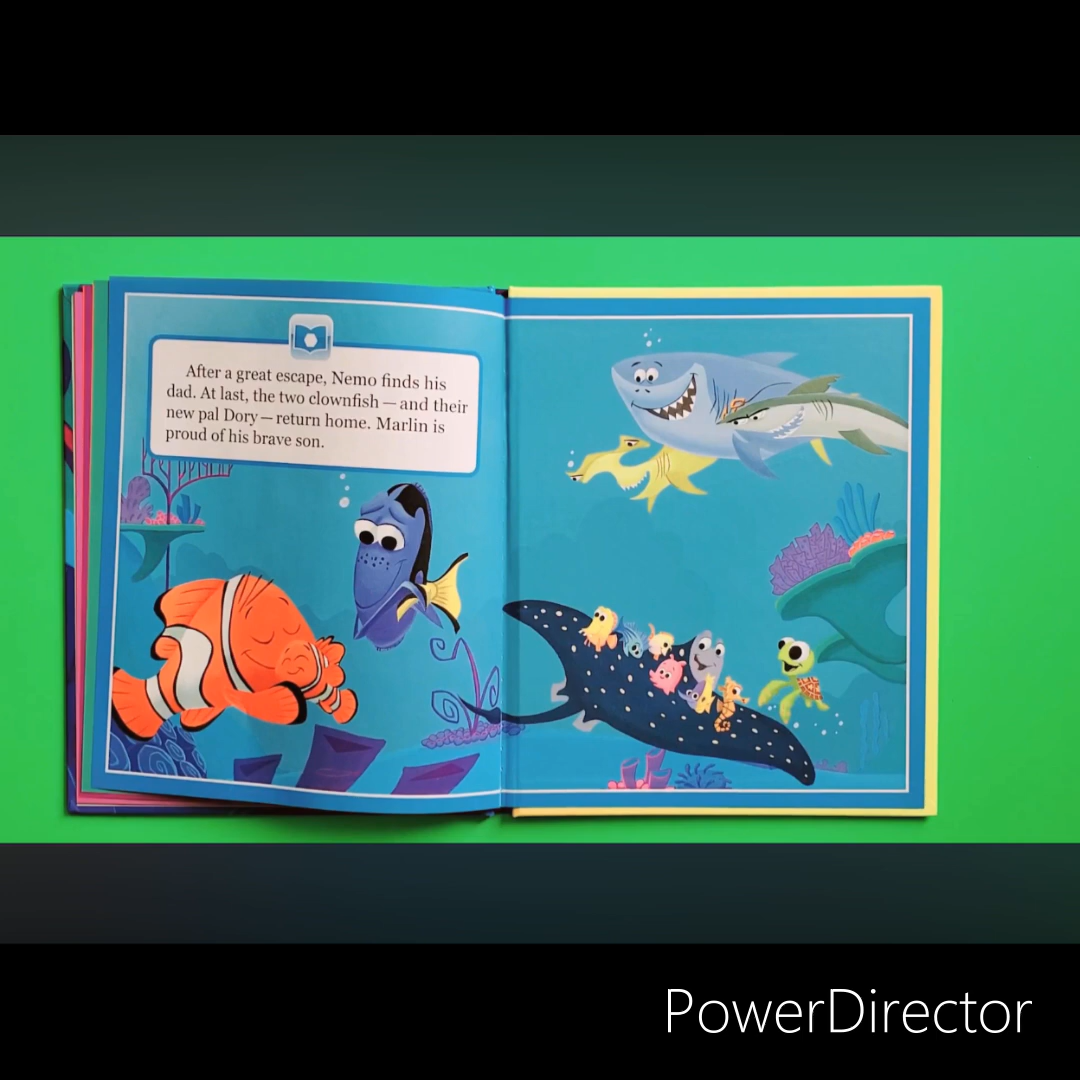 After a great escape, Nemo finds his
dad. At last, the two clownfish — and their
new pal Dory — return home. Marlin is
proud of his brave son.
PowerDirector